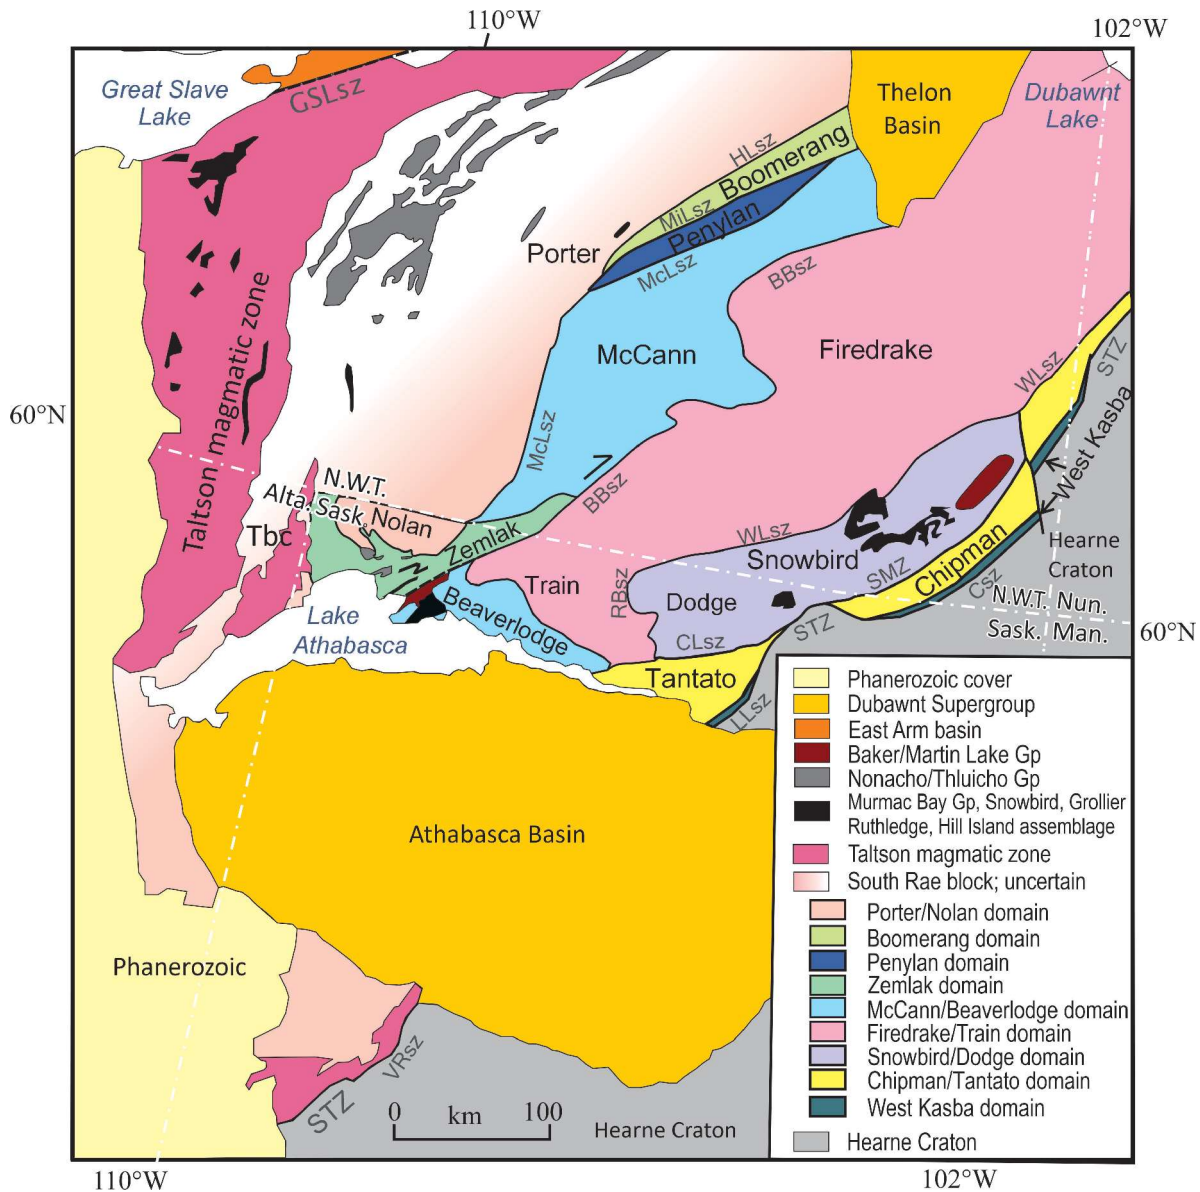 110°W
102°W
Great Slave
Lake
GSLsz
Thelon
Basin
Dubawnt
Lake
HLsz
Boomerang
MiLsz
Penylan
Porter
McLsz
BBsz
Taltson magmatic zone
McCann
Firedrake
WLsz
STZ
60°N
West Kasba
McLsz
N.W.T.
Alta.
Sask.
Nolan
BBsz
Tbc
Zemlak
WLsz
Snowbird
Hearne
Craton
Chipman
SMZ
Csz
Train
RBsz
Dodge
N.W.T. Nun.
Sask. Man.
60°N
Beaverlodge
Lake
Athabasca
CLsz
STZ
Tantato
LLsz
Phanerozoic cover
Dubawnt Supergroup
East Arm basin
Baker/Martin Lake Gp
Nonacho/Thluicho Gp
Murmac Bay Gp, Snowbird, Grollier
Ruthledge, Hill Island assemblage
Taltson magmatic zone
South Rae block; uncertain
Porter/Nolan domain
Boomerang domain
Penylan domain
Zemlak domain
McCann/Beaverlodge domain
Firedrake/Train domain
Snowbird/Dodge domain
Chipman/Tantato domain
West Kasba domain
Hearne Craton
Athabasca Basin
Phanerozoic
VRsz
STZ
0 km 100
Hearne Craton
110°W
102°W